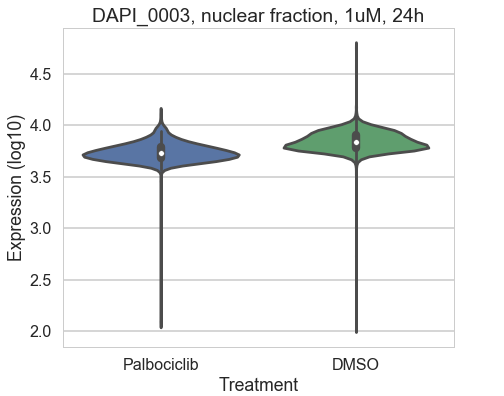 DAPI_0003, nuclear fraction, 1uM, 24h
Expression (log10)
4.5
4.0
3.5
3.0
2.5
2.0
Palbociclib DMSO
Treatment